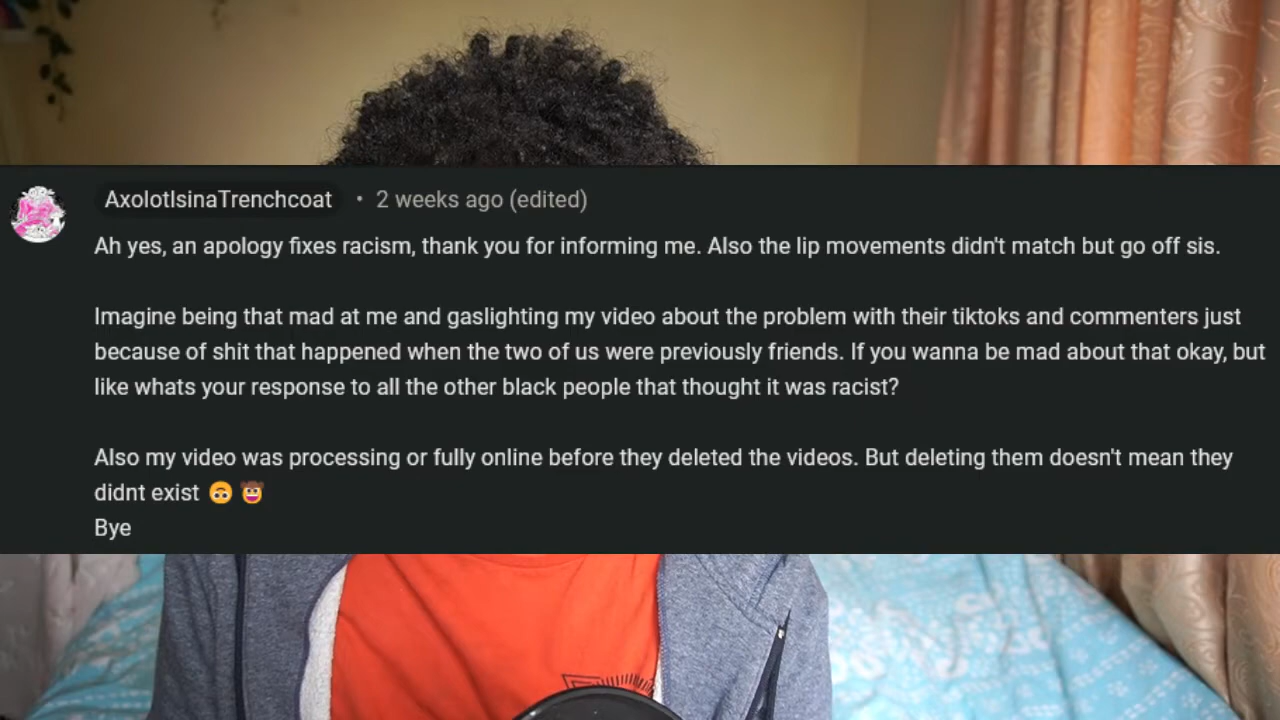 AxolotlsinaTrenchcoat • 2 weeks ago (edited)
Ah yes, an apology fixes racism, thank you for informing me. Also the lip movements didn't match but go off sis.
Imagine being that mad at me and gaslighting my video about the problem with their tiktoks and commenters just
because of shit that happened when the two of us were previously friends. If you wanna be mad about that okay, but
like whats your response to all the other black people that thought it was racist?
Also my video was processing or fully online before they deleted the videos. But deleting them doesn't mean they
didnt exist 🙃 🤠
Bye